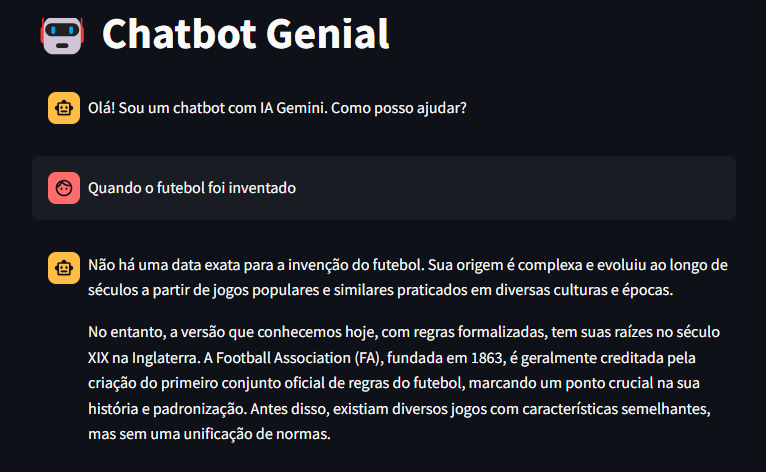 Chatbot Genial
Olá! Sou um chatbot com IA Gemini. Como posso ajudar?
Quando o futebol foi inventado
Não há uma data exata para a invenção do futebol. Sua origem é complexa e evoluiu ao longo de
séculos a partir de jogos populares e similares praticados em diversas culturas e épocas.
No entanto, a versão que conhecemos hoje, com regras formalizadas, tem suas raízes no século
XIX na Inglaterra. A Football Association (FA), fundada em 1863, é geralmente creditada pela
criação do primeiro conjunto oficial de regras do futebol, marcando um ponto crucial na sua
história e padronização. Antes disso, existiam diversos jogos com características semelhantes,
mas sem uma unificação de normas.